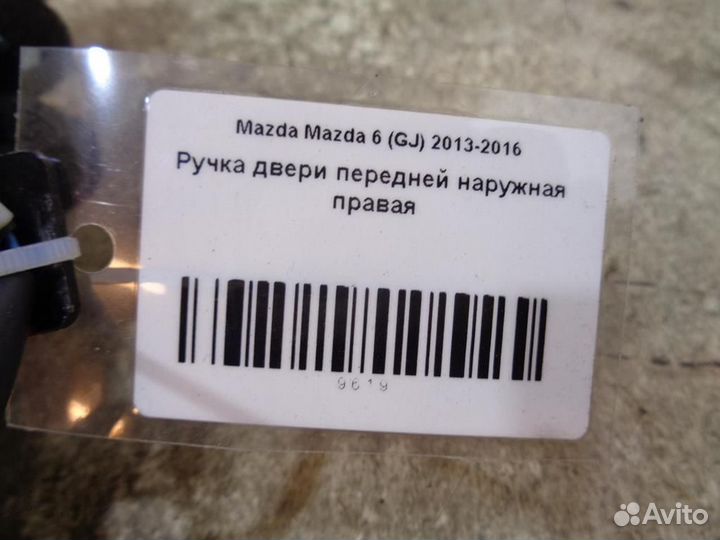 Mazda Mazda 6 (GJ) 2013-2016
Ручка двери передней наружная
правая
9619
Avito